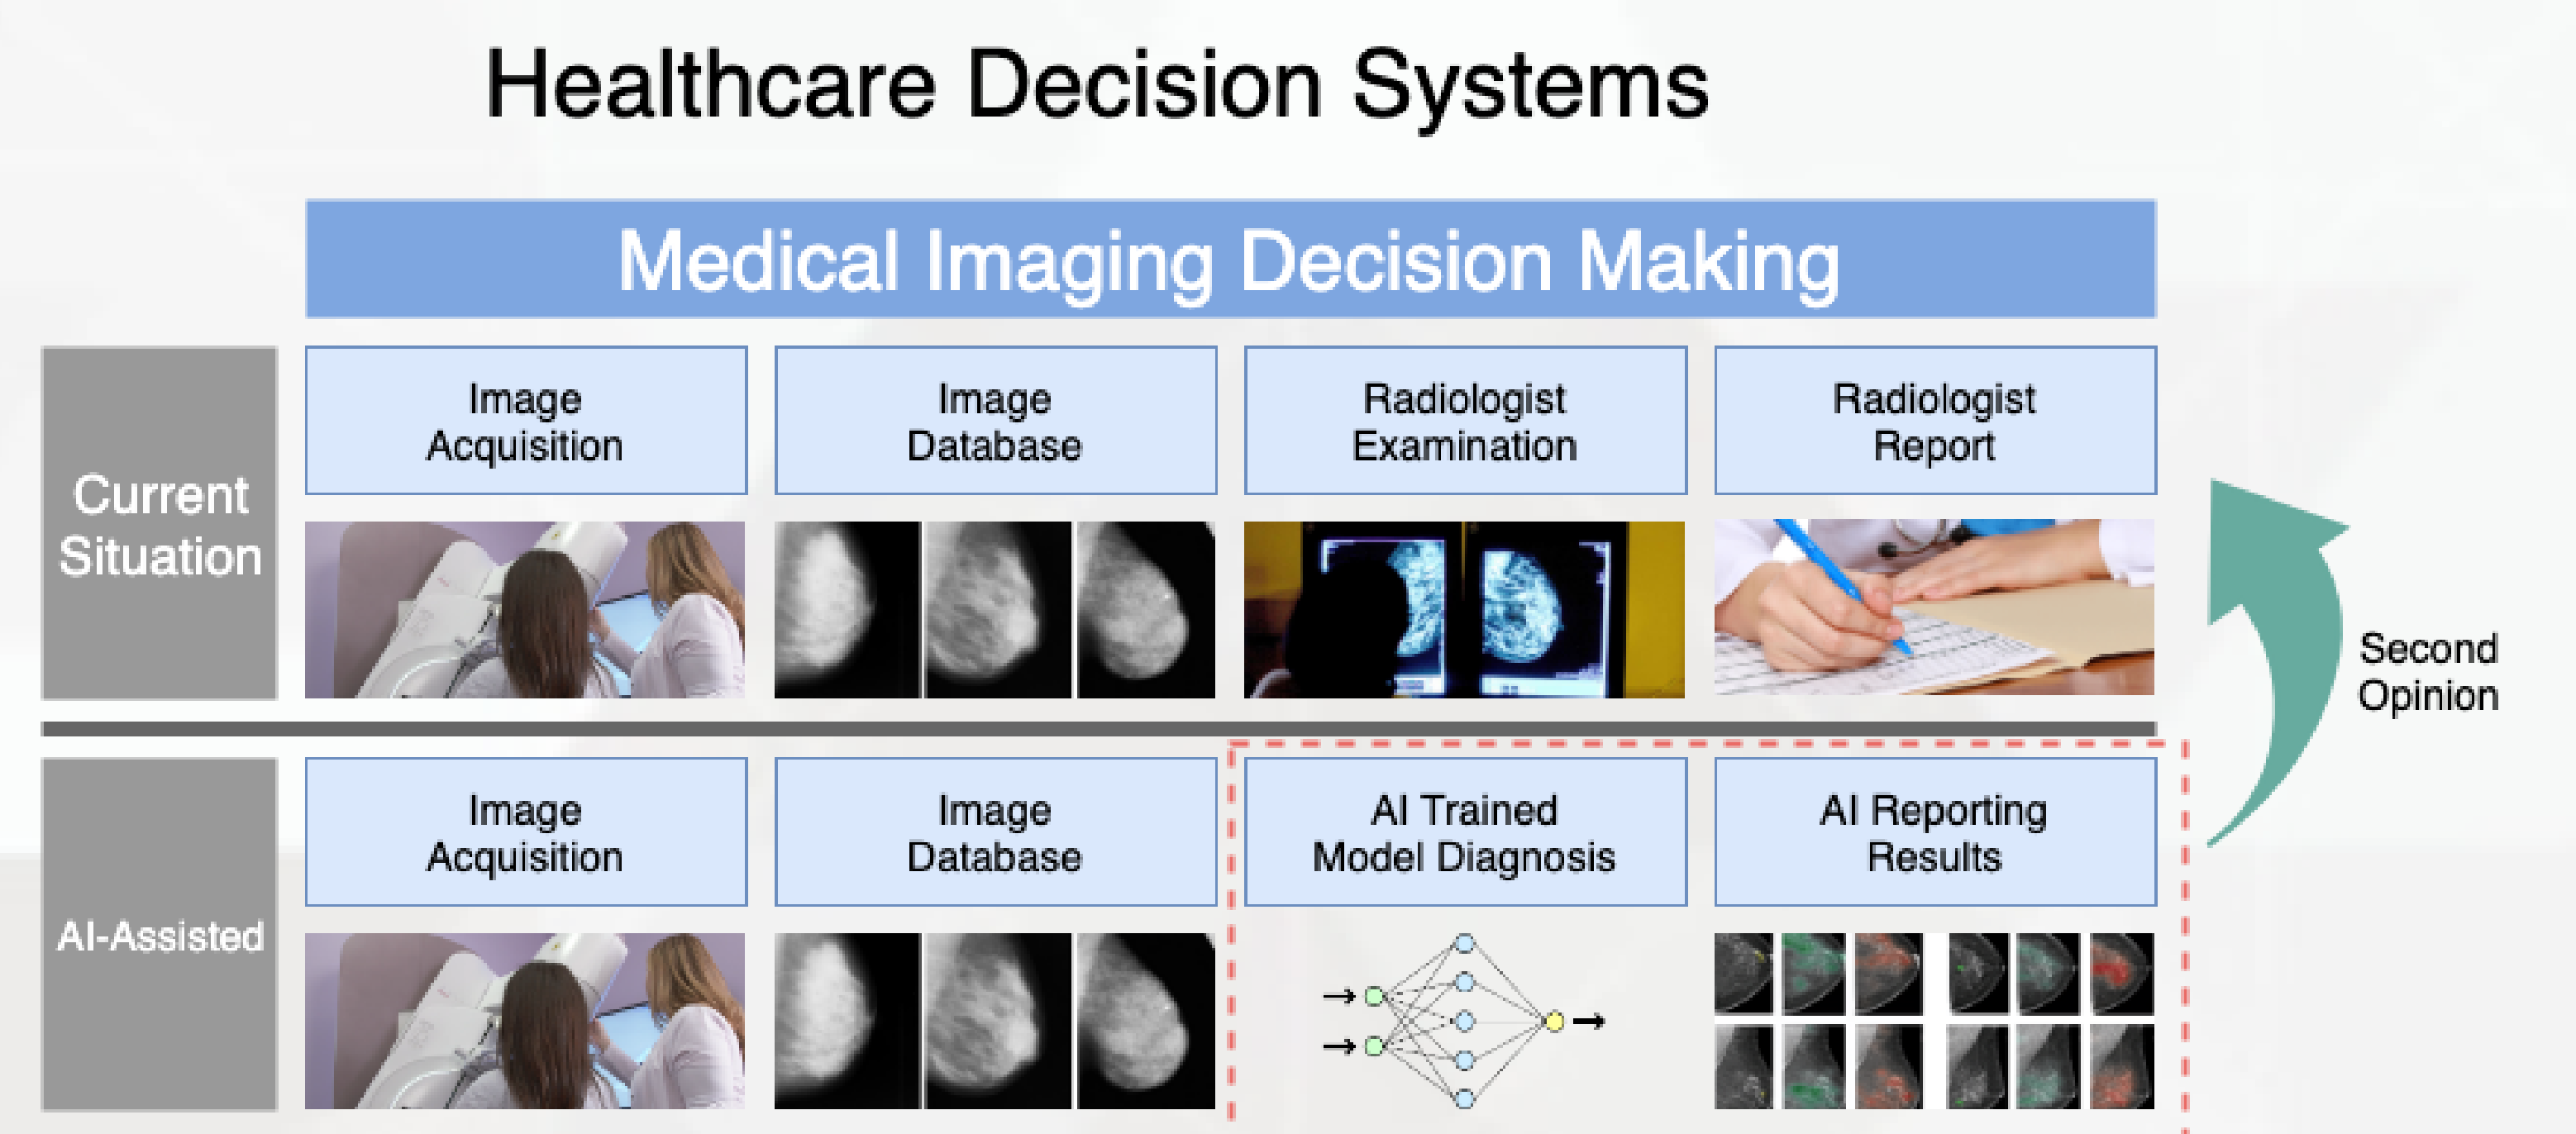 Healthcare Decision Systems
Medical Imaging Decision Making
Current
Situation
Image
Acquisition
Image
Database
Radiologist
Examination
Radiologist
Report
Second
Opinion
AI-Assisted
Image
Acquisition
Image
Database
AI Trained
Model Diagnosis
AI Reporting
Results